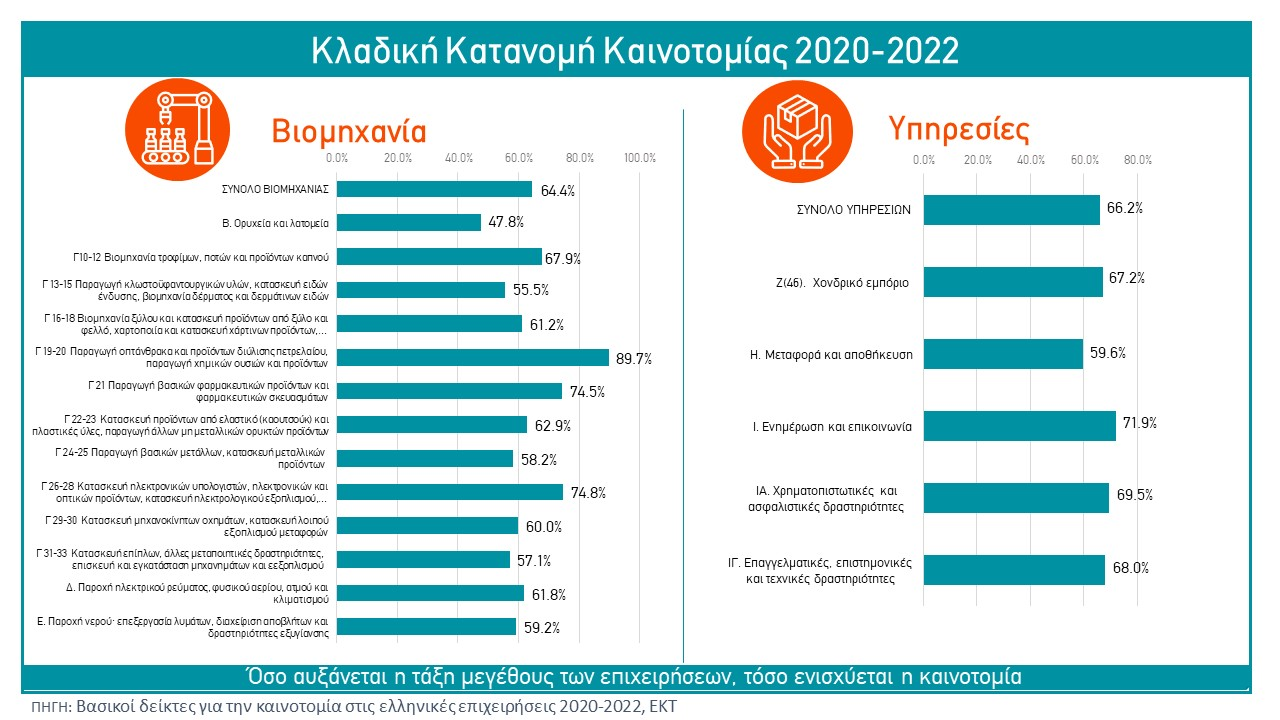 Κλαδική Κατανομή Καινοτομίας 2020-2022
Βιομηχανία
0.0% 20.0% 40.0% 60.0% 80.0% 100.0%
ΣΥΝΟΛΟ ΒΙΟΜΗΧΑΝΙΑΣ 64.4%
Β. Ορυχεία και λατομεία 47.8%
Γ10-12 Βιομηχανία τροφίμων, ποτών και προϊόντων καπνού 67.9%
Γ 13-15 Παραγωγή κλωστοϋφαντουργικών υλών, κατασκευή ειδών
ένδυσης, βιομηχανία δέρματος και δερμάτινων ειδών 55.5%
Γ 16-18 Βιομηχανία ξύλου και κατασκευή προϊόντων από ξύλο και
φελλό, χαρτοποιία και κατασκευή χάρτινων προϊόντων,... 61.2%
Γ 19-20 Παραγωγή οπτάνθρακα και προϊόντων διύλισης πετρελαίου,
παραγωγή χημικών ουσιών και προϊόντων 89.7%
Γ 21 Παραγωγή βασικών φαρμακευτικών προϊόντων και
φαρμακευτικών σκευασμάτων 74.5%
Γ 22-23 Κατασκευή προϊόντων από ελαστικό (καουτσούκ) και
πλαστικές ύλες, παραγωγή άλλων μη μεταλλικών ορυκτών προϊόντων 62.9%
Γ 24-25 Παραγωγή βασικών μετάλλων, κατασκευή μεταλλικών
προϊόντων 58.2%
Γ 26-28 Κατασκευή ηλεκτρονικών υπολογιστών, ηλεκτρονικών και
οπτικών προϊόντων, κατασκευή ηλεκτρολογικού εξοπλισμού,... 74.8%
Γ 29-30 Κατασκευή μηχανοκίνητων οχημάτων, κατασκευή λοιπού
εξοπλισμού μεταφορών 60.0%
Γ 31-33 Κατασκευή επίπλων, άλλες μεταποιητικές δραστηριότητες,
επισκευή και εγκατάσταση μηχανημάτων και εεξοπλισμού 57.1%
Δ. Παροχή ηλεκτρικού ρεύματος, φυσικού αερίου, ατμού και
κλιματισμού 61.8%
Ε. Παροχή νερού· επεξεργασία λυμάτων, διαχείριση αποβλήτων και
δραστηριότητες εξυγίανσης 59.2%
Υπηρεσίες
0.0% 20.0% 40.0% 60.0% 80.0%
ΣΥΝΟΛΟ ΥΠΗΡΕΣΙΩΝ 66.2%
Ζ(46). Χονδρικό εμπόριο 67.2%
Η. Μεταφορά και αποθήκευση 59.6%
Ι. Ενημέρωση και επικοινωνία 71.9%
ΙΑ. Χρηματοπιστωτικές και
ασφαλιστικές δραστηριότητες 69.5%
ΙΓ. Επαγγελματικές, επιστημονικές
και τεχνικές δραστηριότητες 68.0%
Όσο αυξάνεται η τάξη μεγέθους των επιχειρήσεων, τόσο ενισχύεται η καινοτομία
ΠΗΓΗ: Βασικοί δείκτες για την καινοτομία στις ελληνικές επιχειρήσεις 2020-2022, ΕΚΤ